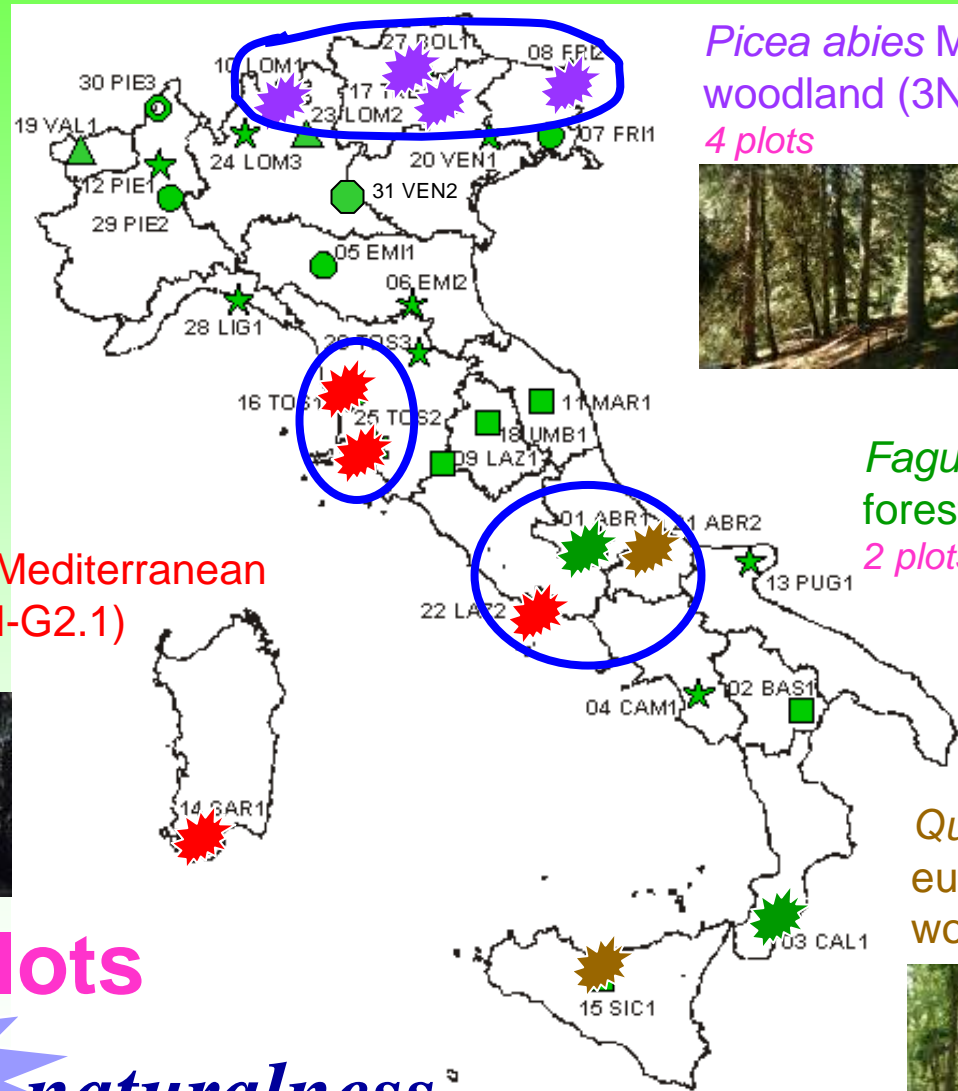 Picea abies M
woodland (3N
4 plots
27 BOL1
08 FRI2
10 LOM1
30 PIE3
23 LOM2
19 VAL1
07 FRI1
24 LOM3
20 VEN1
12 PIE1
31 VEN2
29 PIE2
05 EMI1
06 EMI2
28 LIG1
TOS3
16 TOS1
25 TOS2
11 MAR1
18 UMB1
09 LAZ1
Fagu
fores
2 plots
01 ABR1
21 ABR2
13 PUG1
Mediterranean
-G2.1)
22 LAZ2
04 CAM1
02 BAS1
14 SAR1
Qu
eu
wo
03 CAL1
15 SIC1
lots
naturalness